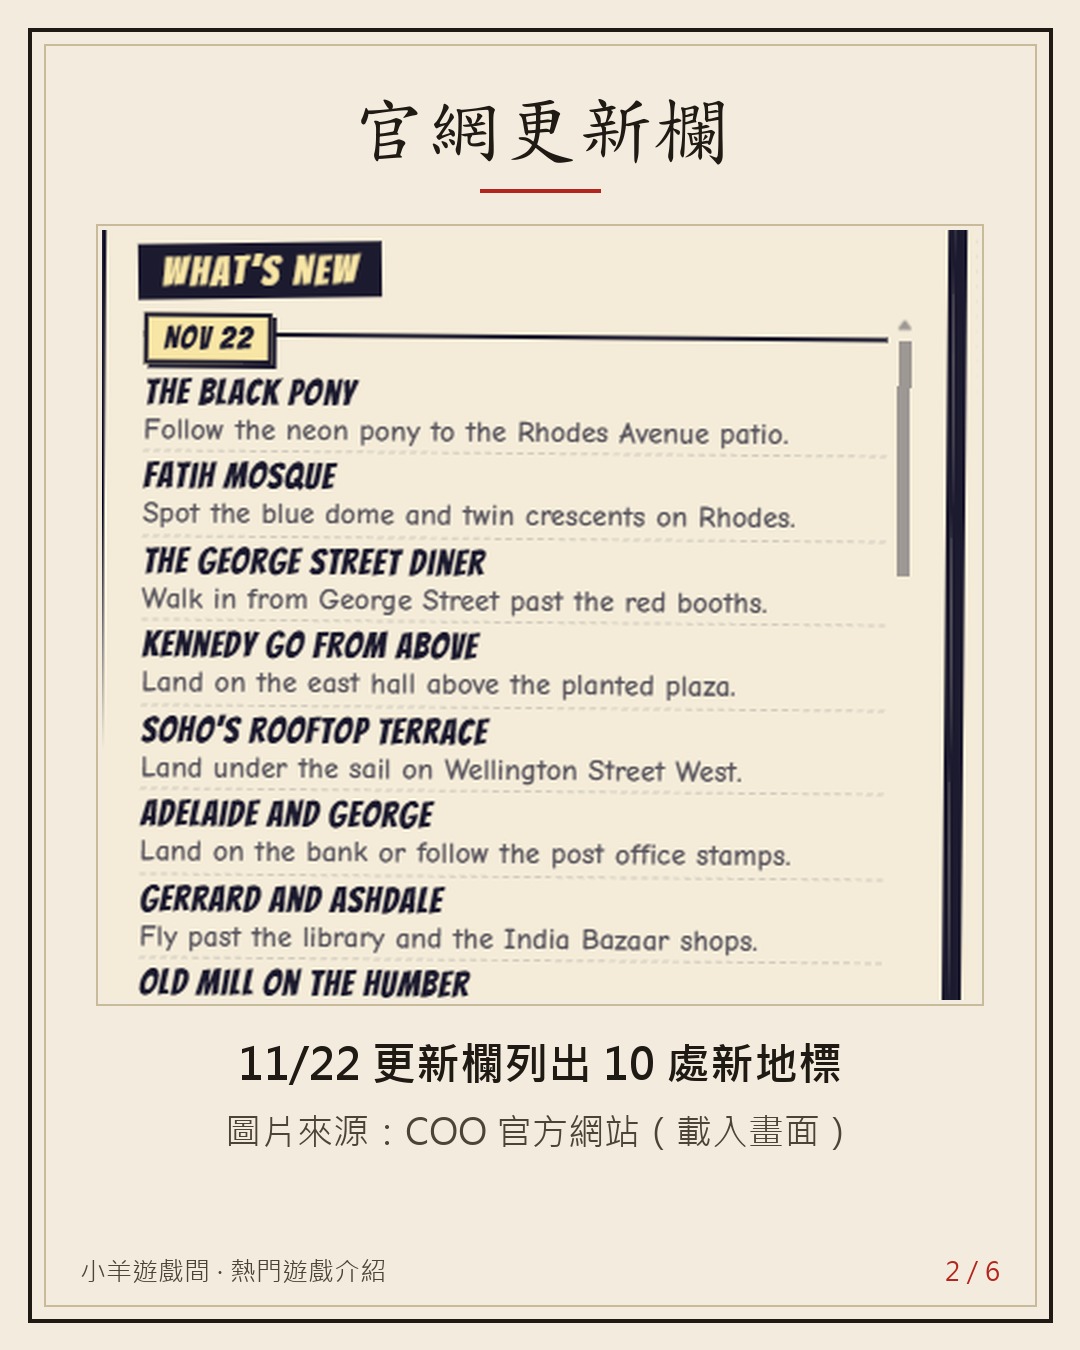 官網更新欄
WHAT'S NEW
NOV 22
THE BLACK PONY
Follow the neon pony to the Rhodes Avenue patio.
FATIH MOSQUE
Spot the blue dome and twin crescents on Rhodes.
THE GEORGE STREET DINER
Walk in from George Street past the red booths.
KENNEDY GO FROM ABOVE
Land on the east hall above the planted plaza.
SOHO'S ROOFTOP TERRACE
Land under the sail on Wellington Street West.
ADELAIDE AND GEORGE
Land on the bank or follow the post office stamps.
GERRARD AND ASHDALE
Fly past the library and the India Bazaar shops.
OLD MILL ON THE HUMBER
11/22 更新欄列出 10 處新地標
圖片來源：COO 官方網站（載入畫面）
小羊遊戲間 · 熱門遊戲介紹
2 / 6